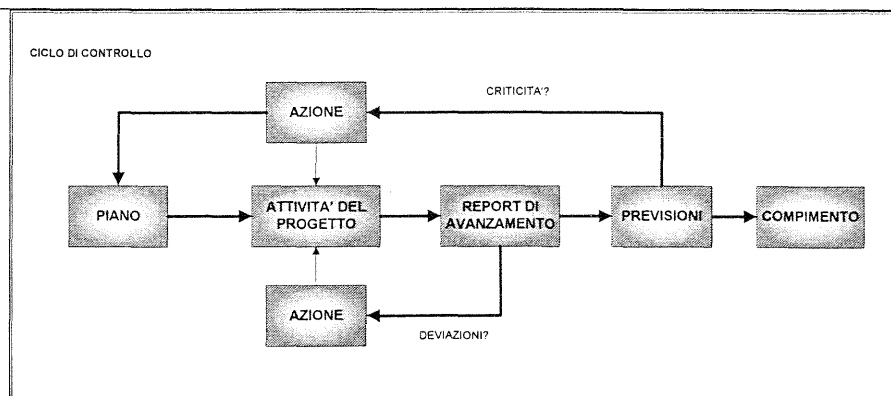 CICLO DI CONTROLLO
CRITICITA'?
AZIONE
PIANO
ATTIVITA' DEL
PROGETTO
REPORT DI
AVANZAMENTO
PREVISIONI
COMPIMENTO
AZIONE
DEVIAZIONI?